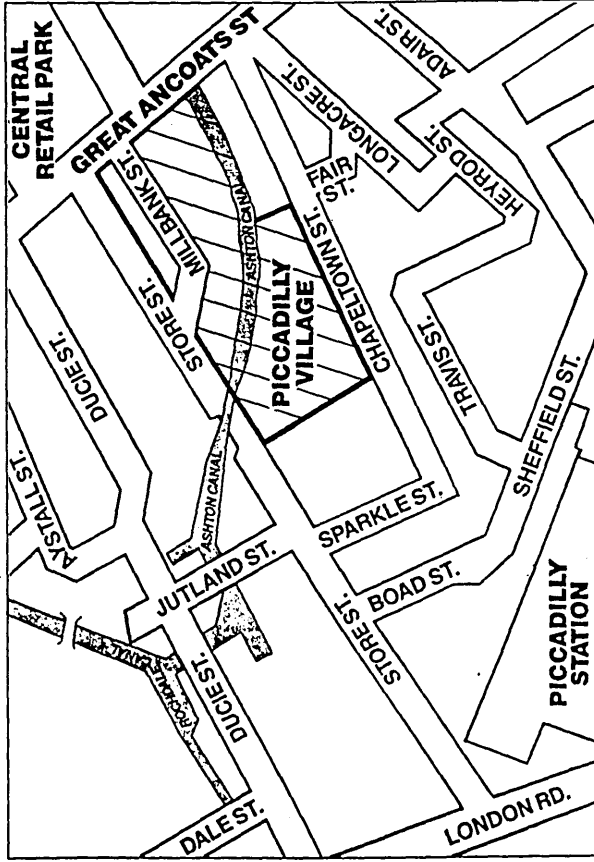 CENTRAL
RETAIL PARK
GREAT ANCOATS ST
ADAIR ST.
LONGACRE ST.
HEYROD ST.
FAIR
ST.
MILLBANK ST.
ASHTON CANAL
STORE ST.
DUCIE ST.
PICCADILLY
VILLAGE
CHAPELTOWN ST.
TRAVIS ST.
SHEFFIELD ST.
AYSTALL ST.
ASHTON CANAL
SPARKLE ST.
JUTLAND ST.
BOAD ST.
STORE ST.
ROCHDALE CANAL
DUCIE ST.
PICCADILLY
STATION
DALE ST.
LONDON RD.